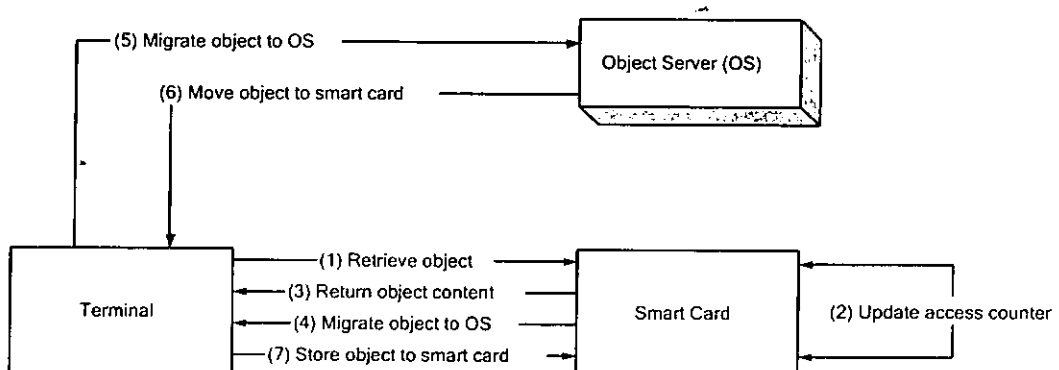 (5) Migrate object to OS
Object Server (OS)
(6) Move object to smart card
(1) Retrieve object
(3) Return object content
Terminal
Smart Card
(2) Update access counter
(4) Migrate object to OS
(7) Store object to smart card